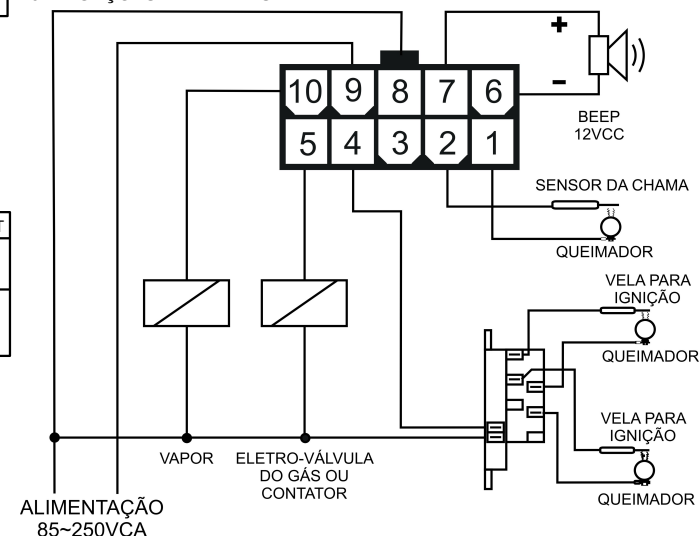 10 9 8 7 6
5 4 3 2 1
+
−
BEEP
12VCC
SENSOR DA CHAMA
QUEIMADOR
VELA PARA
IGNIÇÃO
QUEIMADOR
VELA PARA
IGNIÇÃO
QUEIMADOR
VAPOR
ELETRO-VÁLVULA
DO GÁS OU
CONTATOR
ALIMENTAÇÃO
85~250VCA